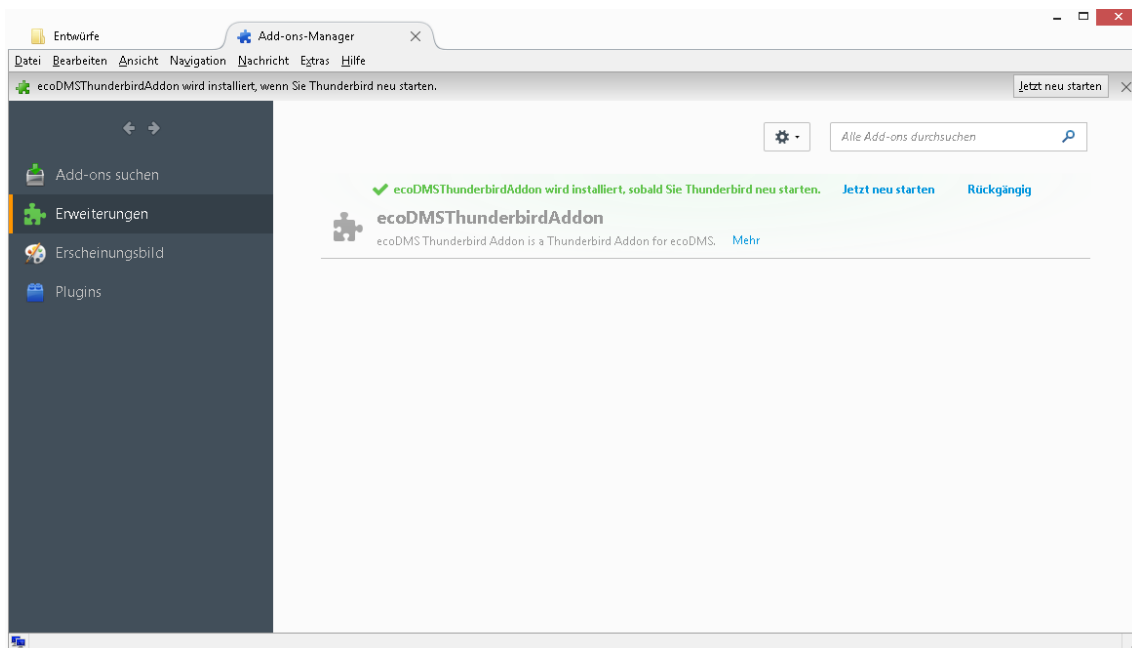 Entwürfe Add-ons-Manager
Datei Bearbeiten Ansicht Navigation Nachricht Extras Hilfe
ecoDMSThunderbirdAddon wird installiert, wenn Sie Thunderbird neu starten. Jetzt neu starten
Alle Add-ons durchsuchen
Add-ons suchen
Erweiterungen
Erscheinungsbild
Plugins
ecoDMSThunderbirdAddon wird installiert, sobald Sie Thunderbird neu starten. Jetzt neu starten Rückgängig
ecoDMSThunderbirdAddon
ecoDMS Thunderbird Addon is a Thunderbird Addon for ecoDMS. Mehr